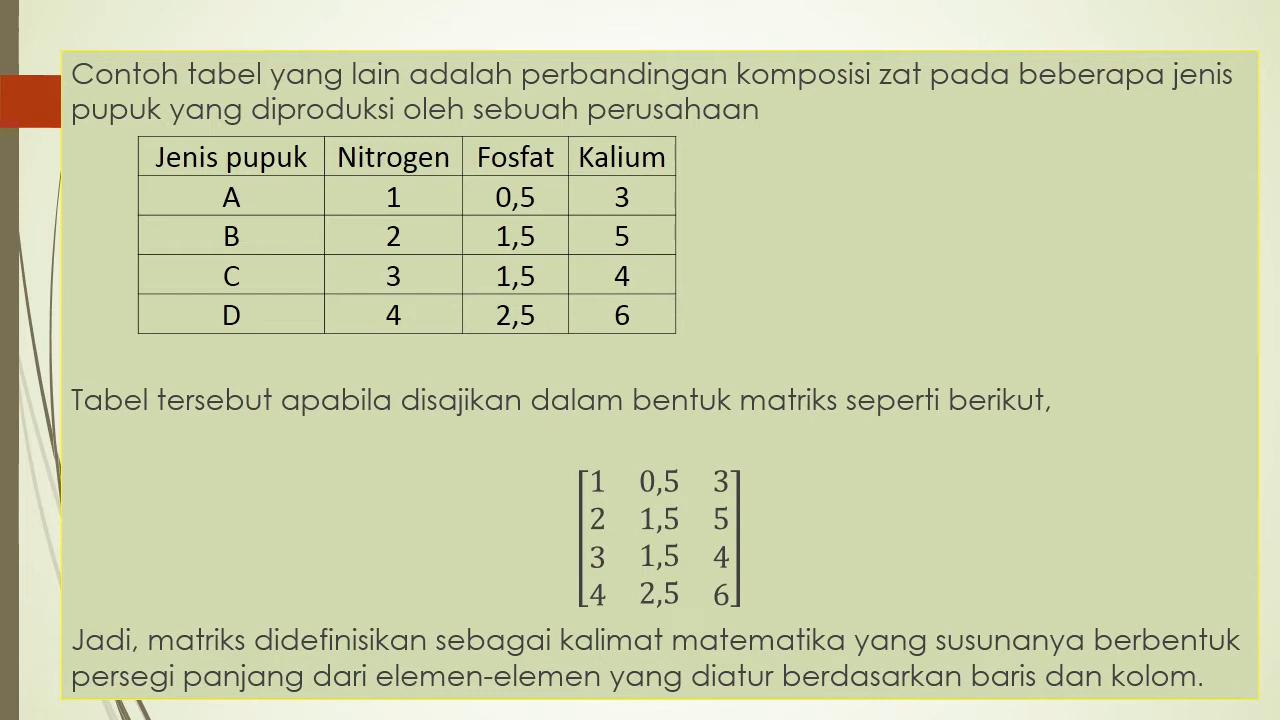 Contoh tabel yang lain adalah perbandingan komposisi zat pada beberapa jenis
pupuk yang diproduksi oleh sebuah perusahaan
Jenis pupuk Nitrogen Fosfat Kalium
A 1 0,5 3
B 2 1,5 5
C 3 1,5 4
D 4 2,5 6
Tabel tersebut apabila disajikan dalam bentuk matriks seperti berikut,
1 0,5 3
2 1,5 5
3 1,5 4
4 2,5 6
Jadi, matriks didefinisikan sebagai kalimat matematika yang susunanya berbentuk
persegi panjang dari elemen-elemen yang diatur berdasarkan baris dan kolom.